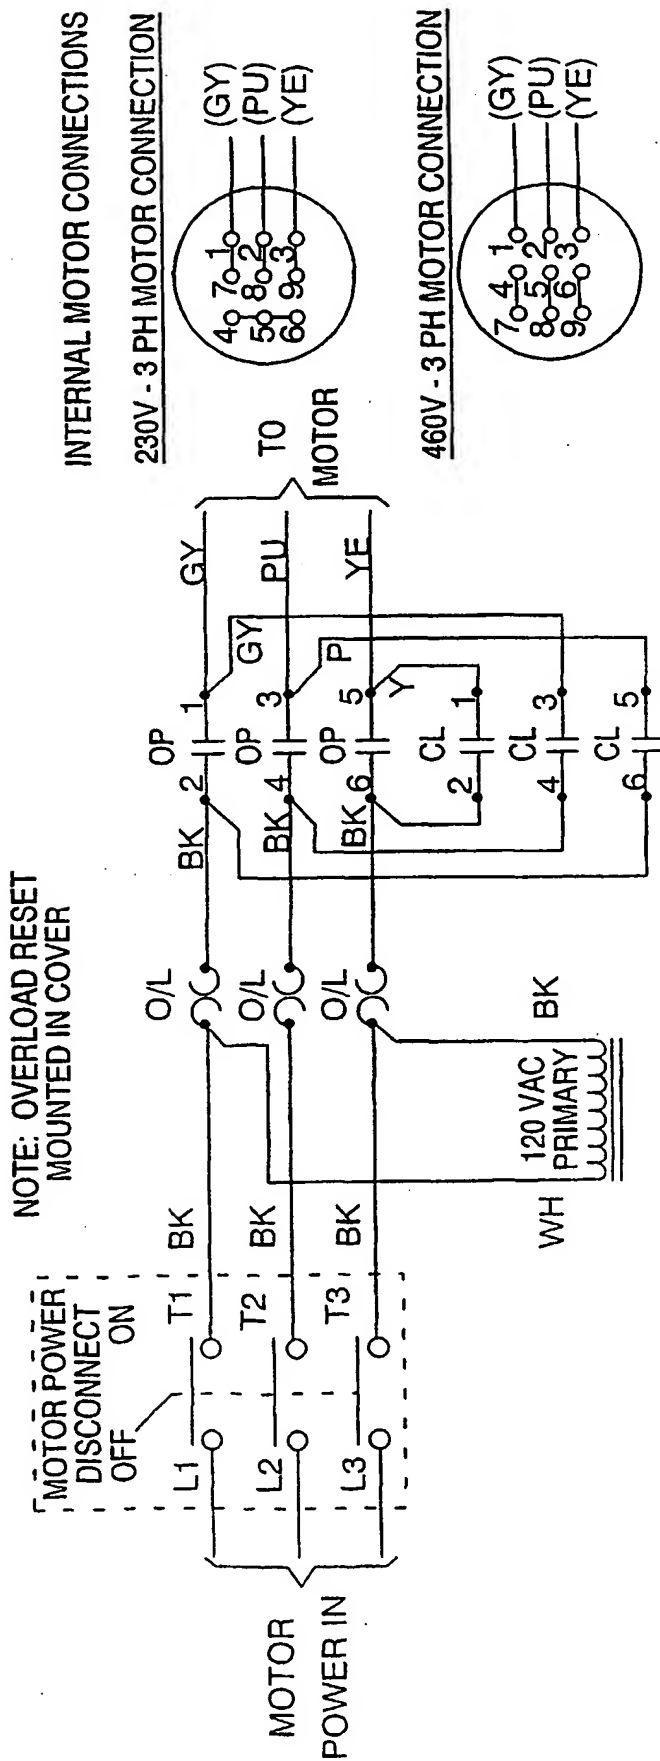 NOTE: OVERLOAD RESET
MOUNTED IN COVER
INTERNAL MOTOR CONNECTIONS
230V - 3 PH MOTOR CONNECTION
4 7 1 (GY)
5 8 2 (PU)
6 9 3 (YE)
460V - 3 PH MOTOR CONNECTION
7 4 1 (GY)
8 5 2 (PU)
9 6 3 (YE)
MOTOR POWER
DISCONNECT
OFF ON
MOTOR
POWER IN
L1 T1 BK O/L BK 2 OP 1 GY
L2 T2 BK O/L BK 4 OP 3 PU
L3 T3 BK O/L BK 6 OP 5 YE
GY
P
Y
TO
MOTOR
2 CL 1
4 CL 3
6 CL 5
WH
120 VAC
PRIMARY
BK